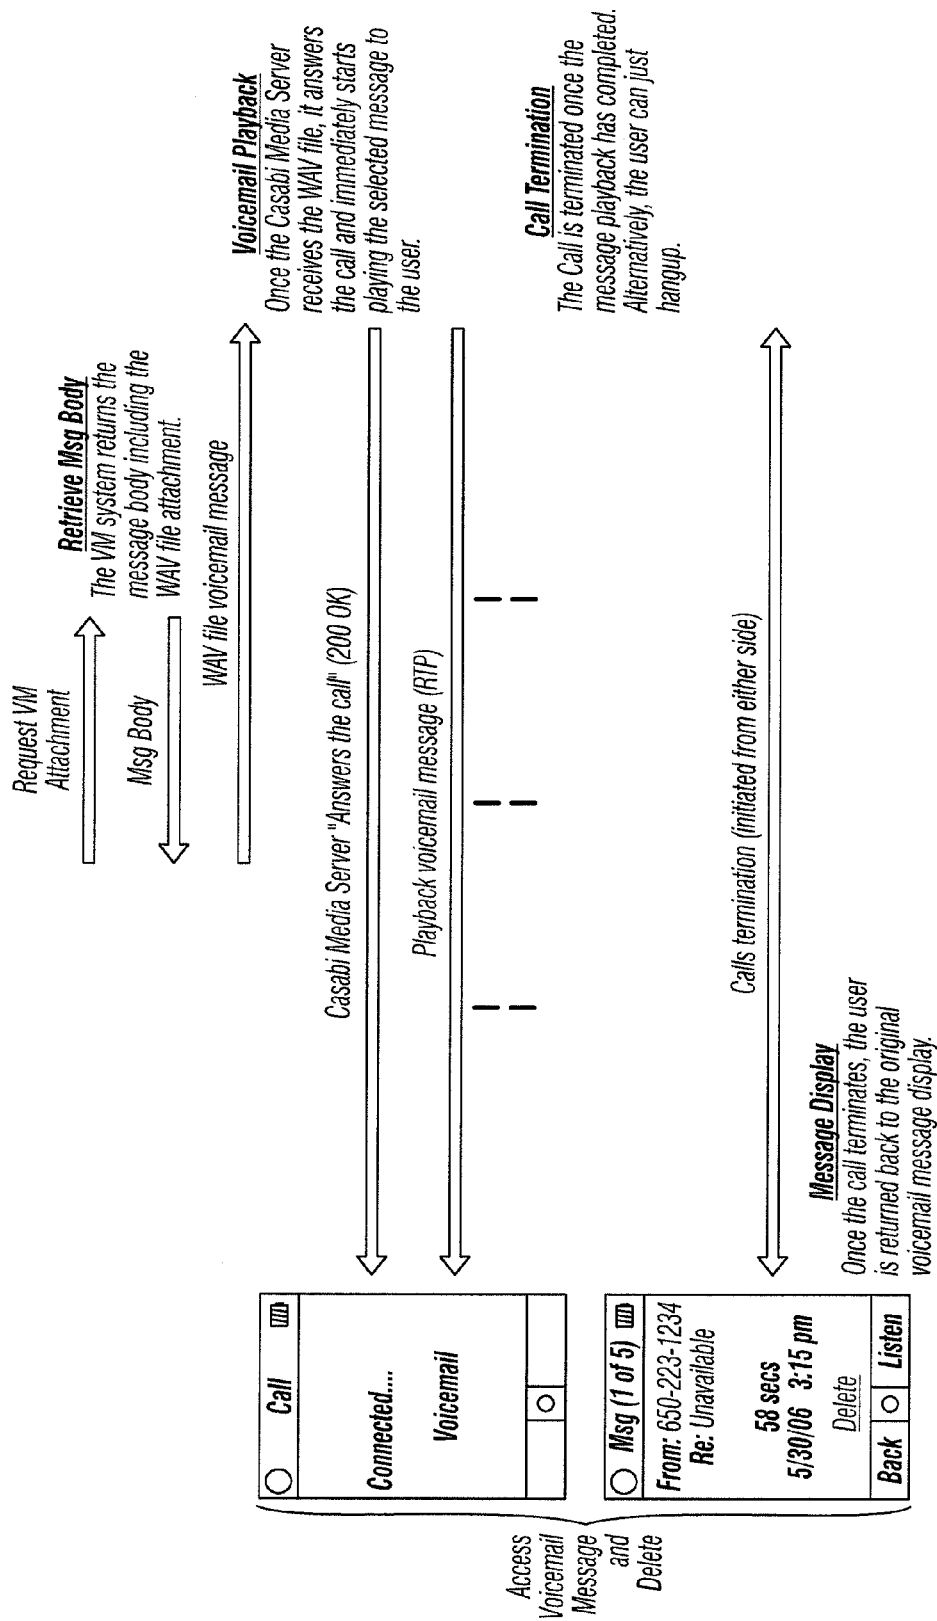 Request VM
Attachment
Retrieve Msg Body
The VM system returns the
message body including the
WAV file attachment.
Msg Body
WAV file voicemail message
Voicemail Playback
Once the Casabi Media Server
receives the WAV file, it answers
the call and immediately starts
playing the selected message to
the user.
Call
Connected....
Voicemail
Casabi Media Server "Answers the call" (200 OK)
Playback voicemail message (RTP)
Call Termination
The Call is terminated once the
message playback has completed.
Alternatively, the user can just
hangup.
Access
Voicemail
Message
and
Delete
Msg (1 of 5)
From: 650-223-1234
Re: Unavailable
58 secs
5/30/06 3:15 pm
Delete
Back
Listen
Calls termination (initiated from either side)
Message Display
Once the call terminates, the user
is returned back to the original
voicemail message display.